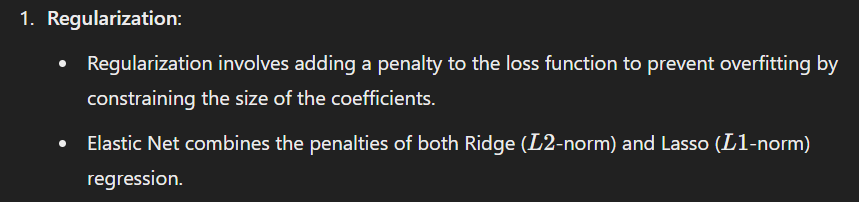 1. Regularization:
• Regularization involves adding a penalty to the loss function to prevent overfitting by
constraining the size of the coefficients.
• Elastic Net combines the penalties of both Ridge (L2-norm) and Lasso (L1-norm)
regression.